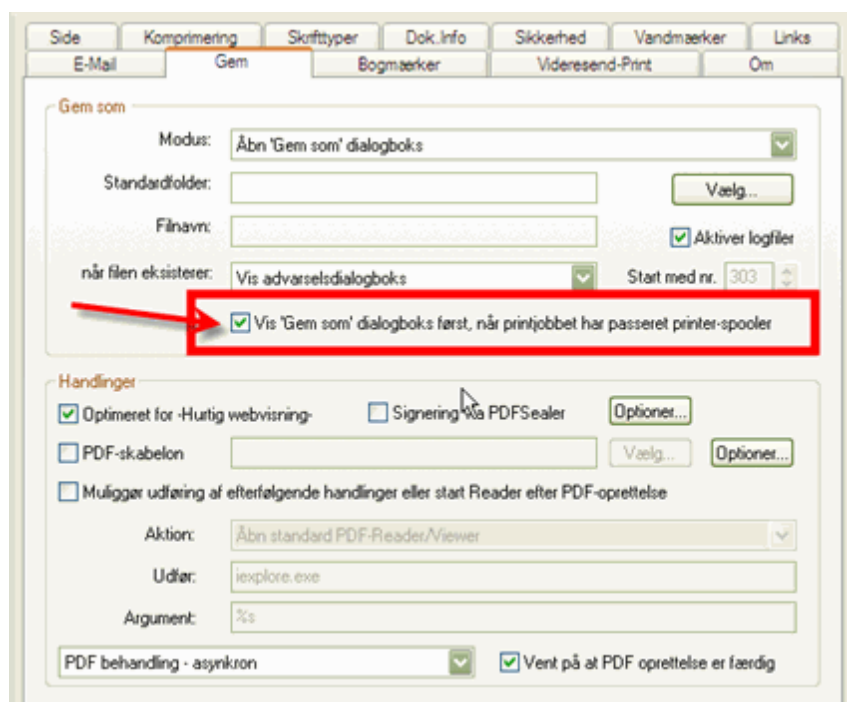 Side Komprimering Skrifttyper Dok.Info Sikkerhed Vandmærker Links
E-Mail Gem Bogmærker Videresend-Print Om
Gem som
Modus: Åbn 'Gem som' dialogboks
Standardfolder: Vælg...
Filnavn: Aktiver logfiler
når filen eksisterer: Vis advarselsdialogboks Start med nr. 303
Vis 'Gem som' dialogboks først, når printjobbet har passeret printer-spooler
Handlinger
Optimeret for -Hurtig webvisning- Signering via PDFSealer Optioner...
PDF-skabelon Vælg... Optioner...
Muliggør udføring af efterfølgende handlinger eller start Reader efter PDF-oprettelse
Aktion: Åbn standard PDF-Reader/Viewer
Udfør: iexplore.exe
Argument: %s
PDF behandling - asynkron Vent på at PDF oprettelse er færdig